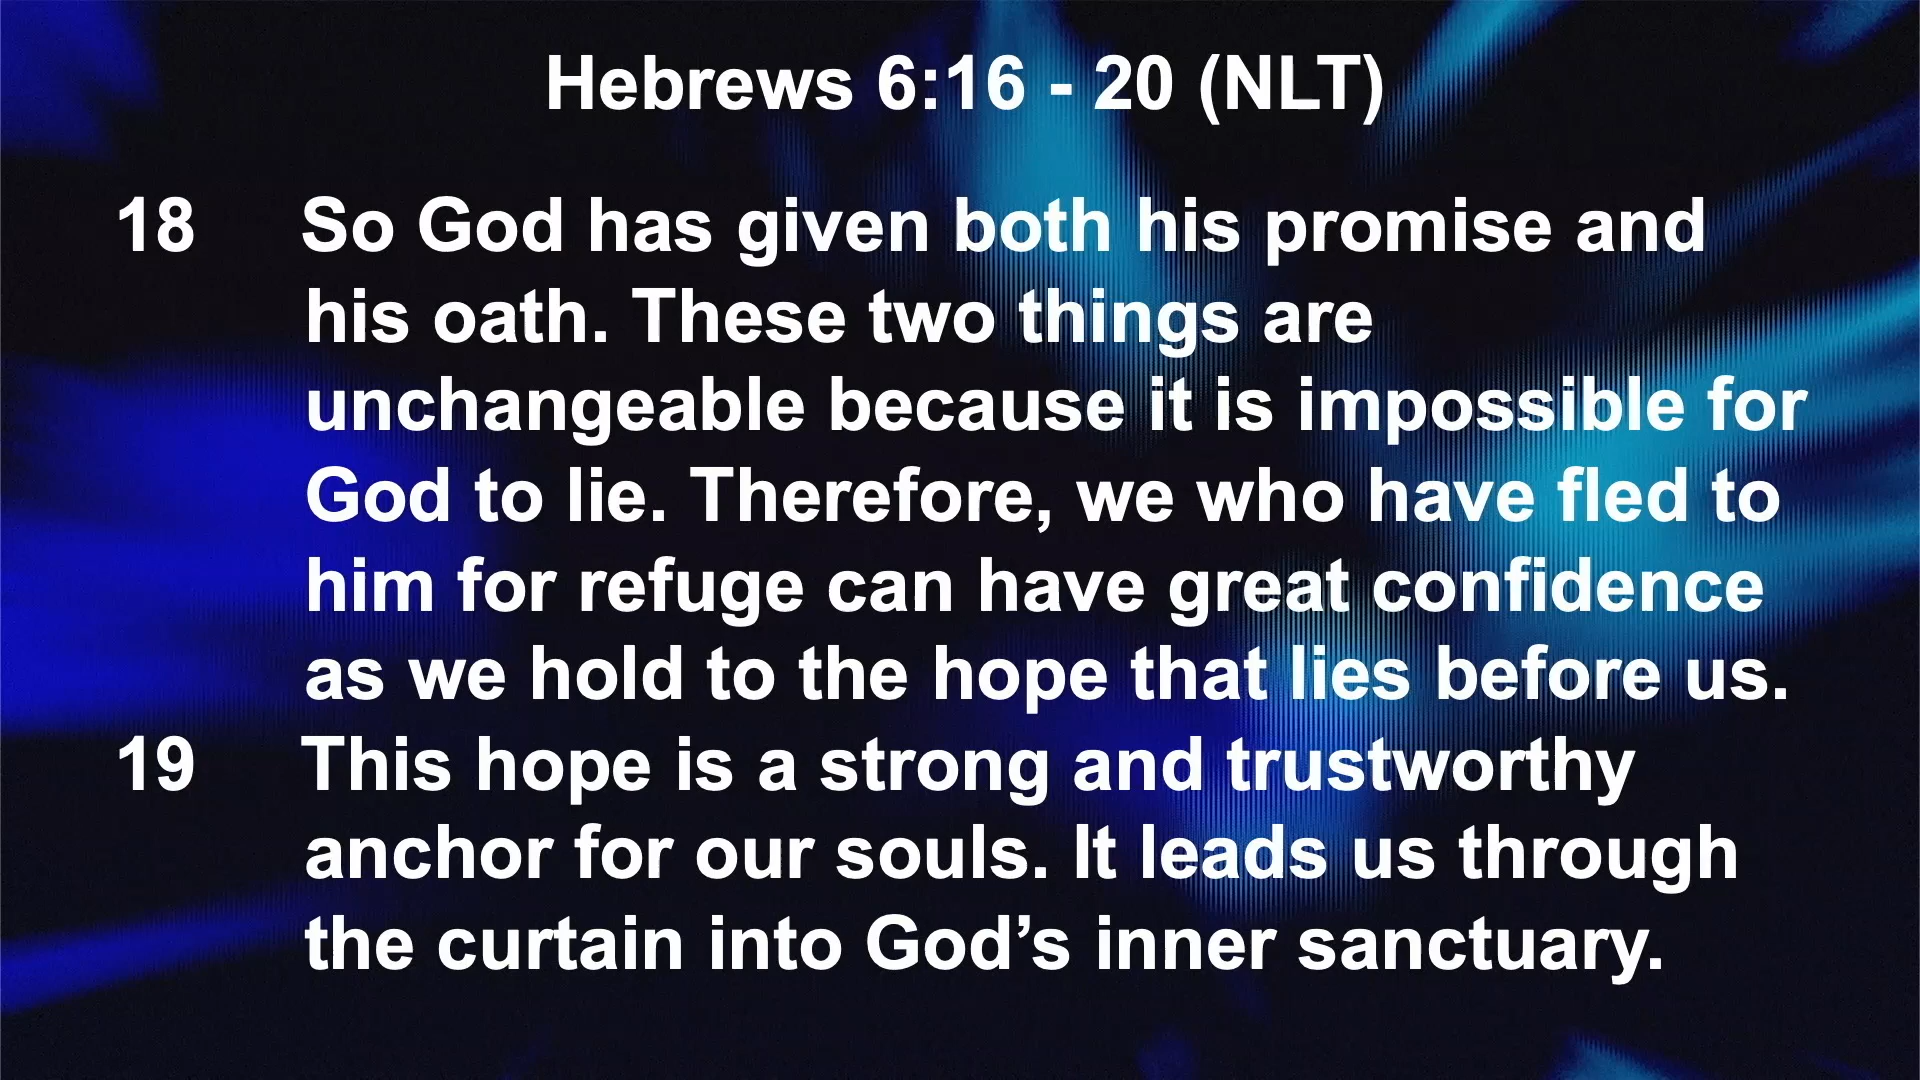 Hebrews 6:16 - 20 (NLT)
18 So God has given both his promise and
his oath. These two things are
unchangeable because it is impossible for
God to lie. Therefore, we who have fled to
him for refuge can have great confidence
as we hold to the hope that lies before us.
19 This hope is a strong and trustworthy
anchor for our souls. It leads us through
the curtain into God’s inner sanctuary.